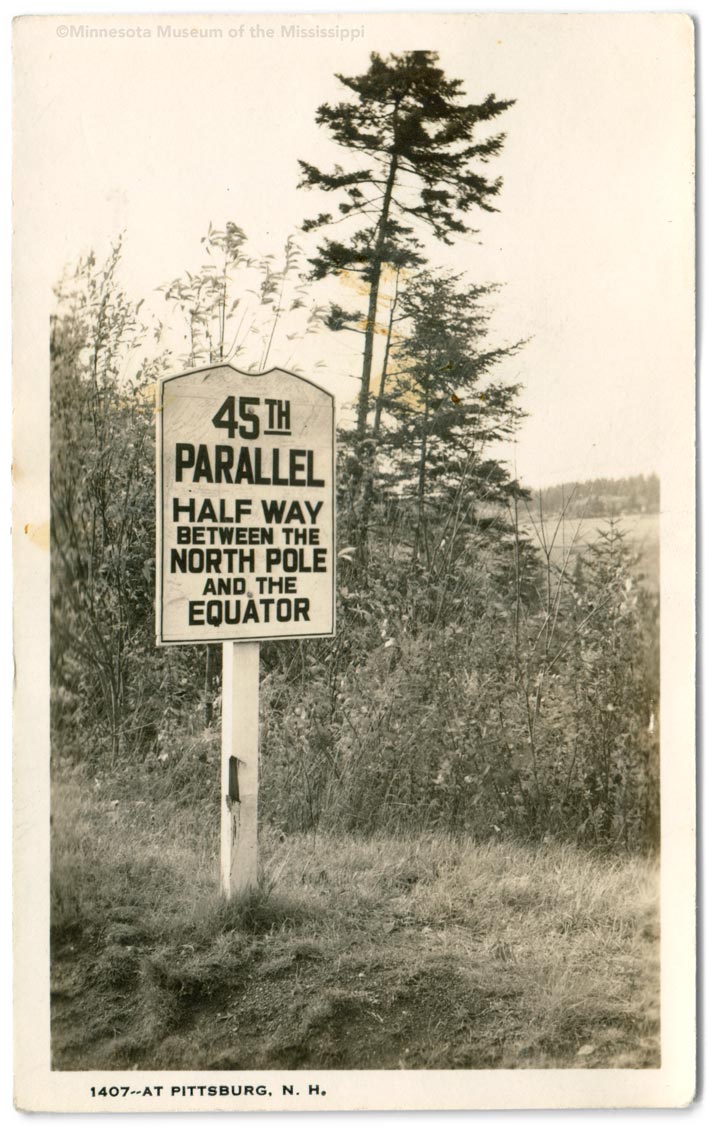 ©Minnesota Museum of the Mississippi
45TH
PARALLEL
HALF WAY
BETWEEN THE
NORTH POLE
AND THE
EQUATOR
1407--AT PITTSBURG, N. H.